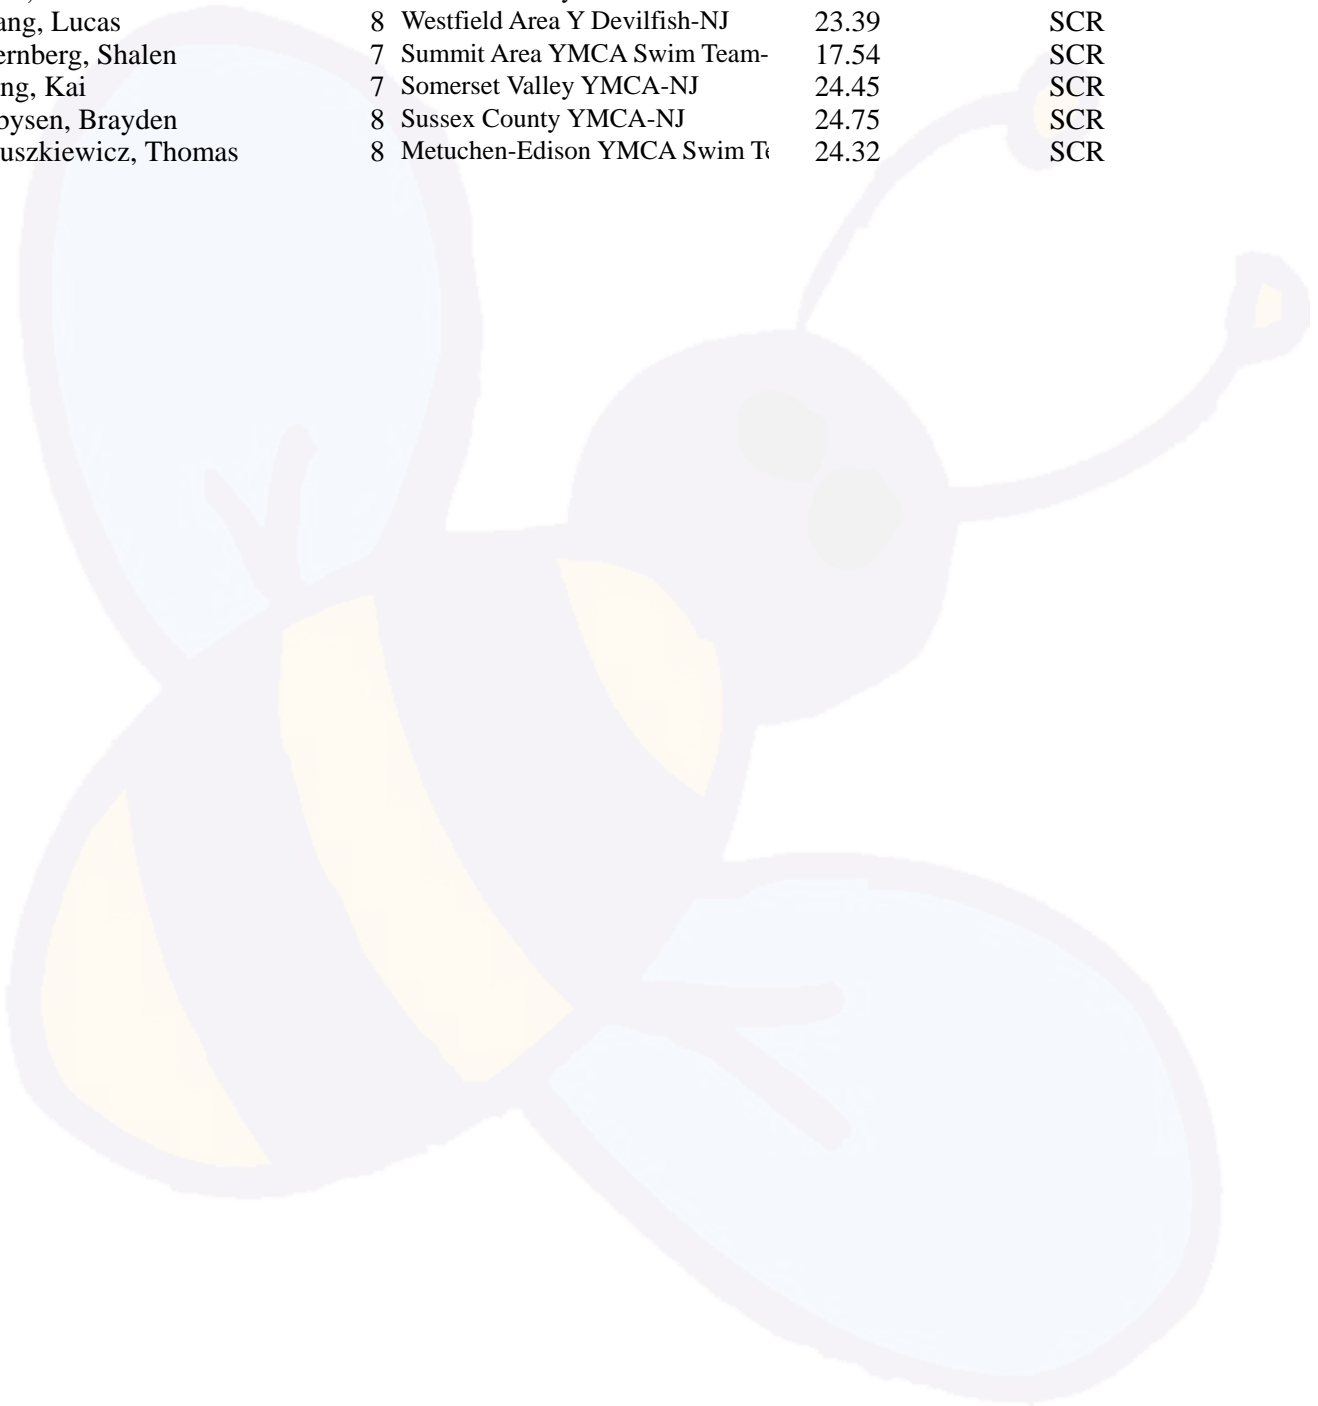 ang, Lucas 8 Westfield Area Y Devilfish-NJ 23.39 SCR
ernberg, Shalen 7 Summit Area YMCA Swim Team- 17.54 SCR
ng, Kai 7 Somerset Valley YMCA-NJ 24.45 SCR
bysen, Brayden 8 Sussex County YMCA-NJ 24.75 SCR
uszkiewicz, Thomas 8 Metuchen-Edison YMCA Swim Te 24.32 SCR